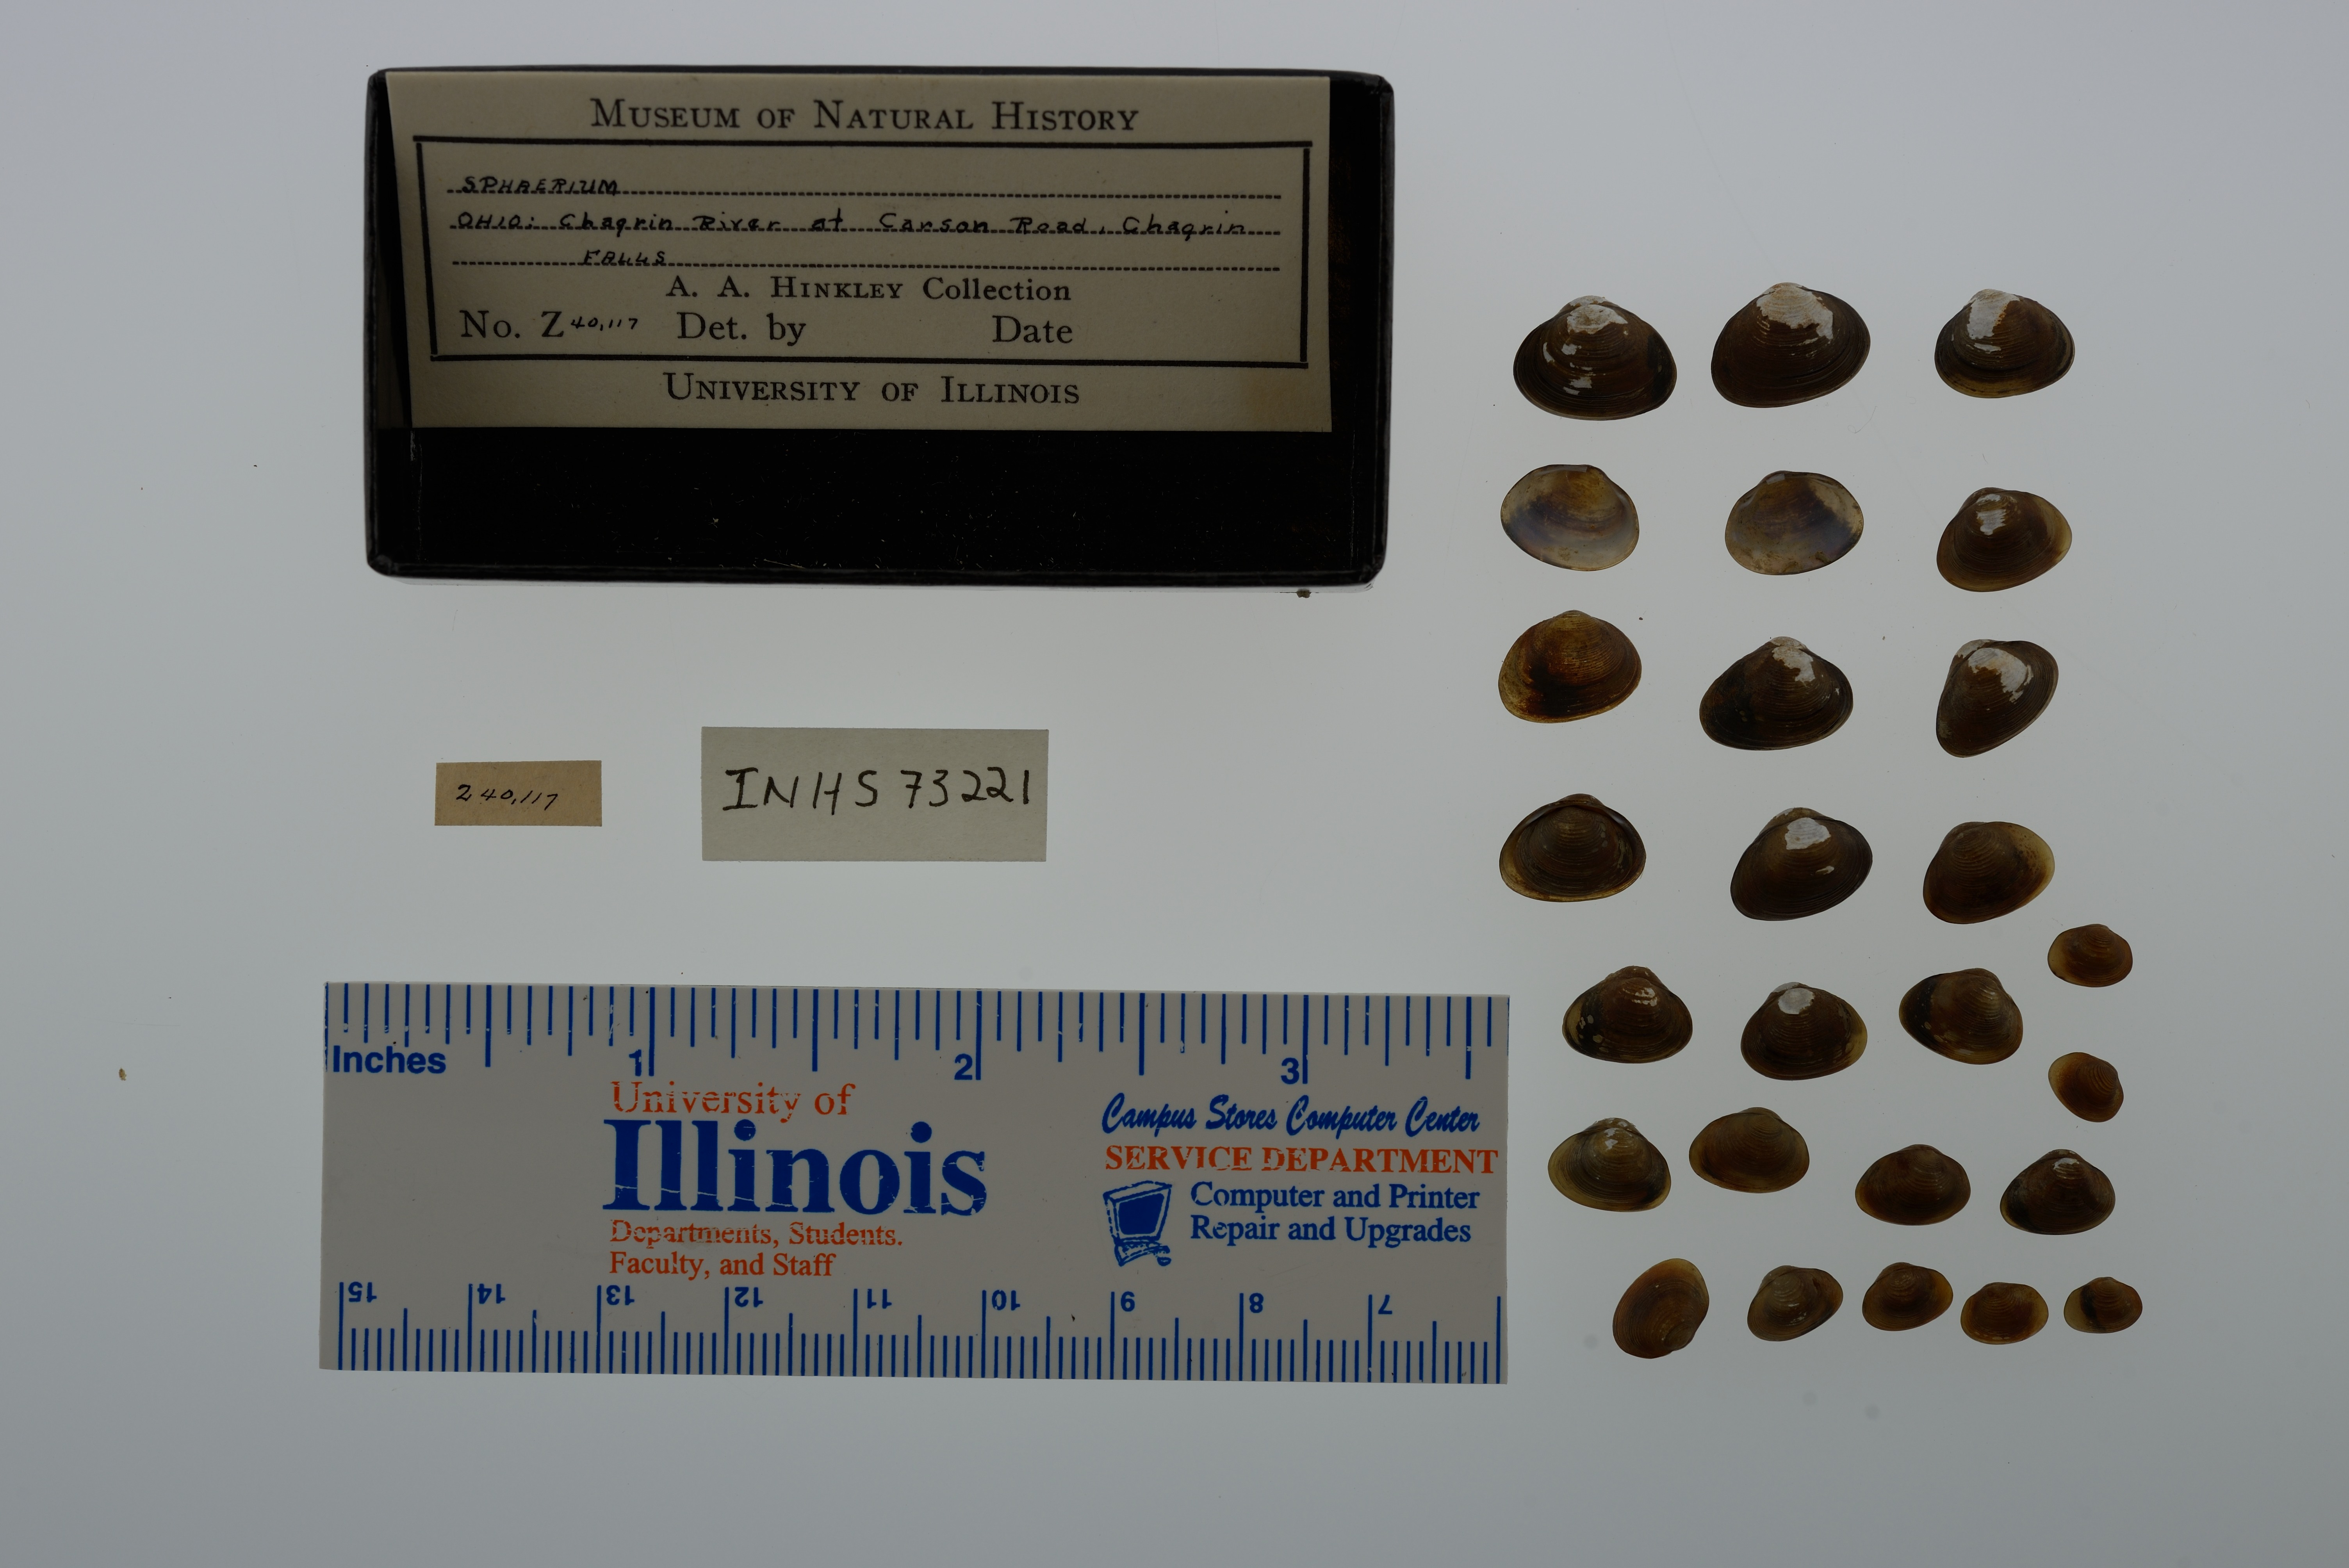 MUSEUM OF NATURAL HISTORY
SPHAERIUM
OHIO: Chagrin River at Carson Road, Chagrin
FALLS
A. A. HINKLEY Collection
No. Z 40,117 Det. by Date
UNIVERSITY OF ILLINOIS
Z40,117
INHS 73221
Inches 1 2 3
University of
Illinois
Departments, Students.
Faculty, and Staff
Campus Stores Computer Center
SERVICE DEPARTMENT
Computer and Printer
Repair and Upgrades
15 14 13 12 11 10 9 8 7